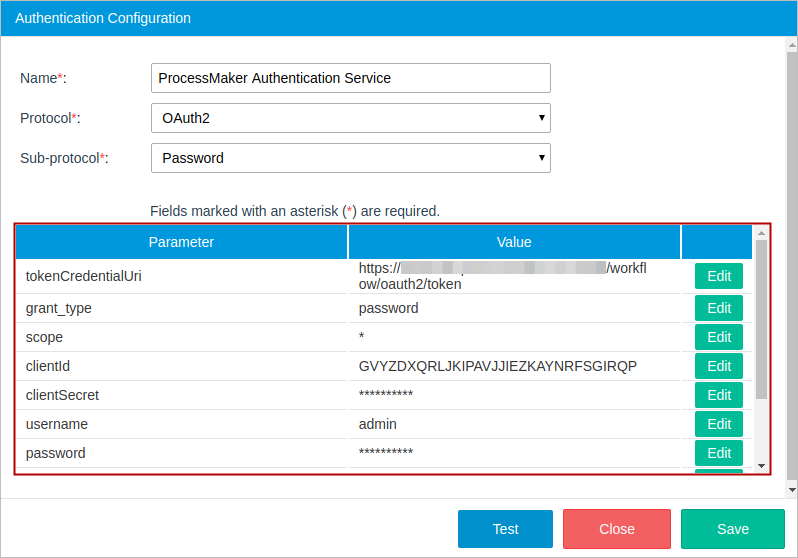 Authentication Configuration
Name*: ProcessMaker Authentication Service
Protocol*: OAuth2
Sub-protocol*: Password
Fields marked with an asterisk (*) are required.
Parameter Value
tokenCredentialUri https:// /workfl
ow/oauth2/token Edit
grant_type password Edit
scope * Edit
clientId GVYZDXQRLJKIPAVJJIEZKAYNRFSGIRQP Edit
clientSecret ********** Edit
username admin Edit
password ********** Edit
Test Close Save